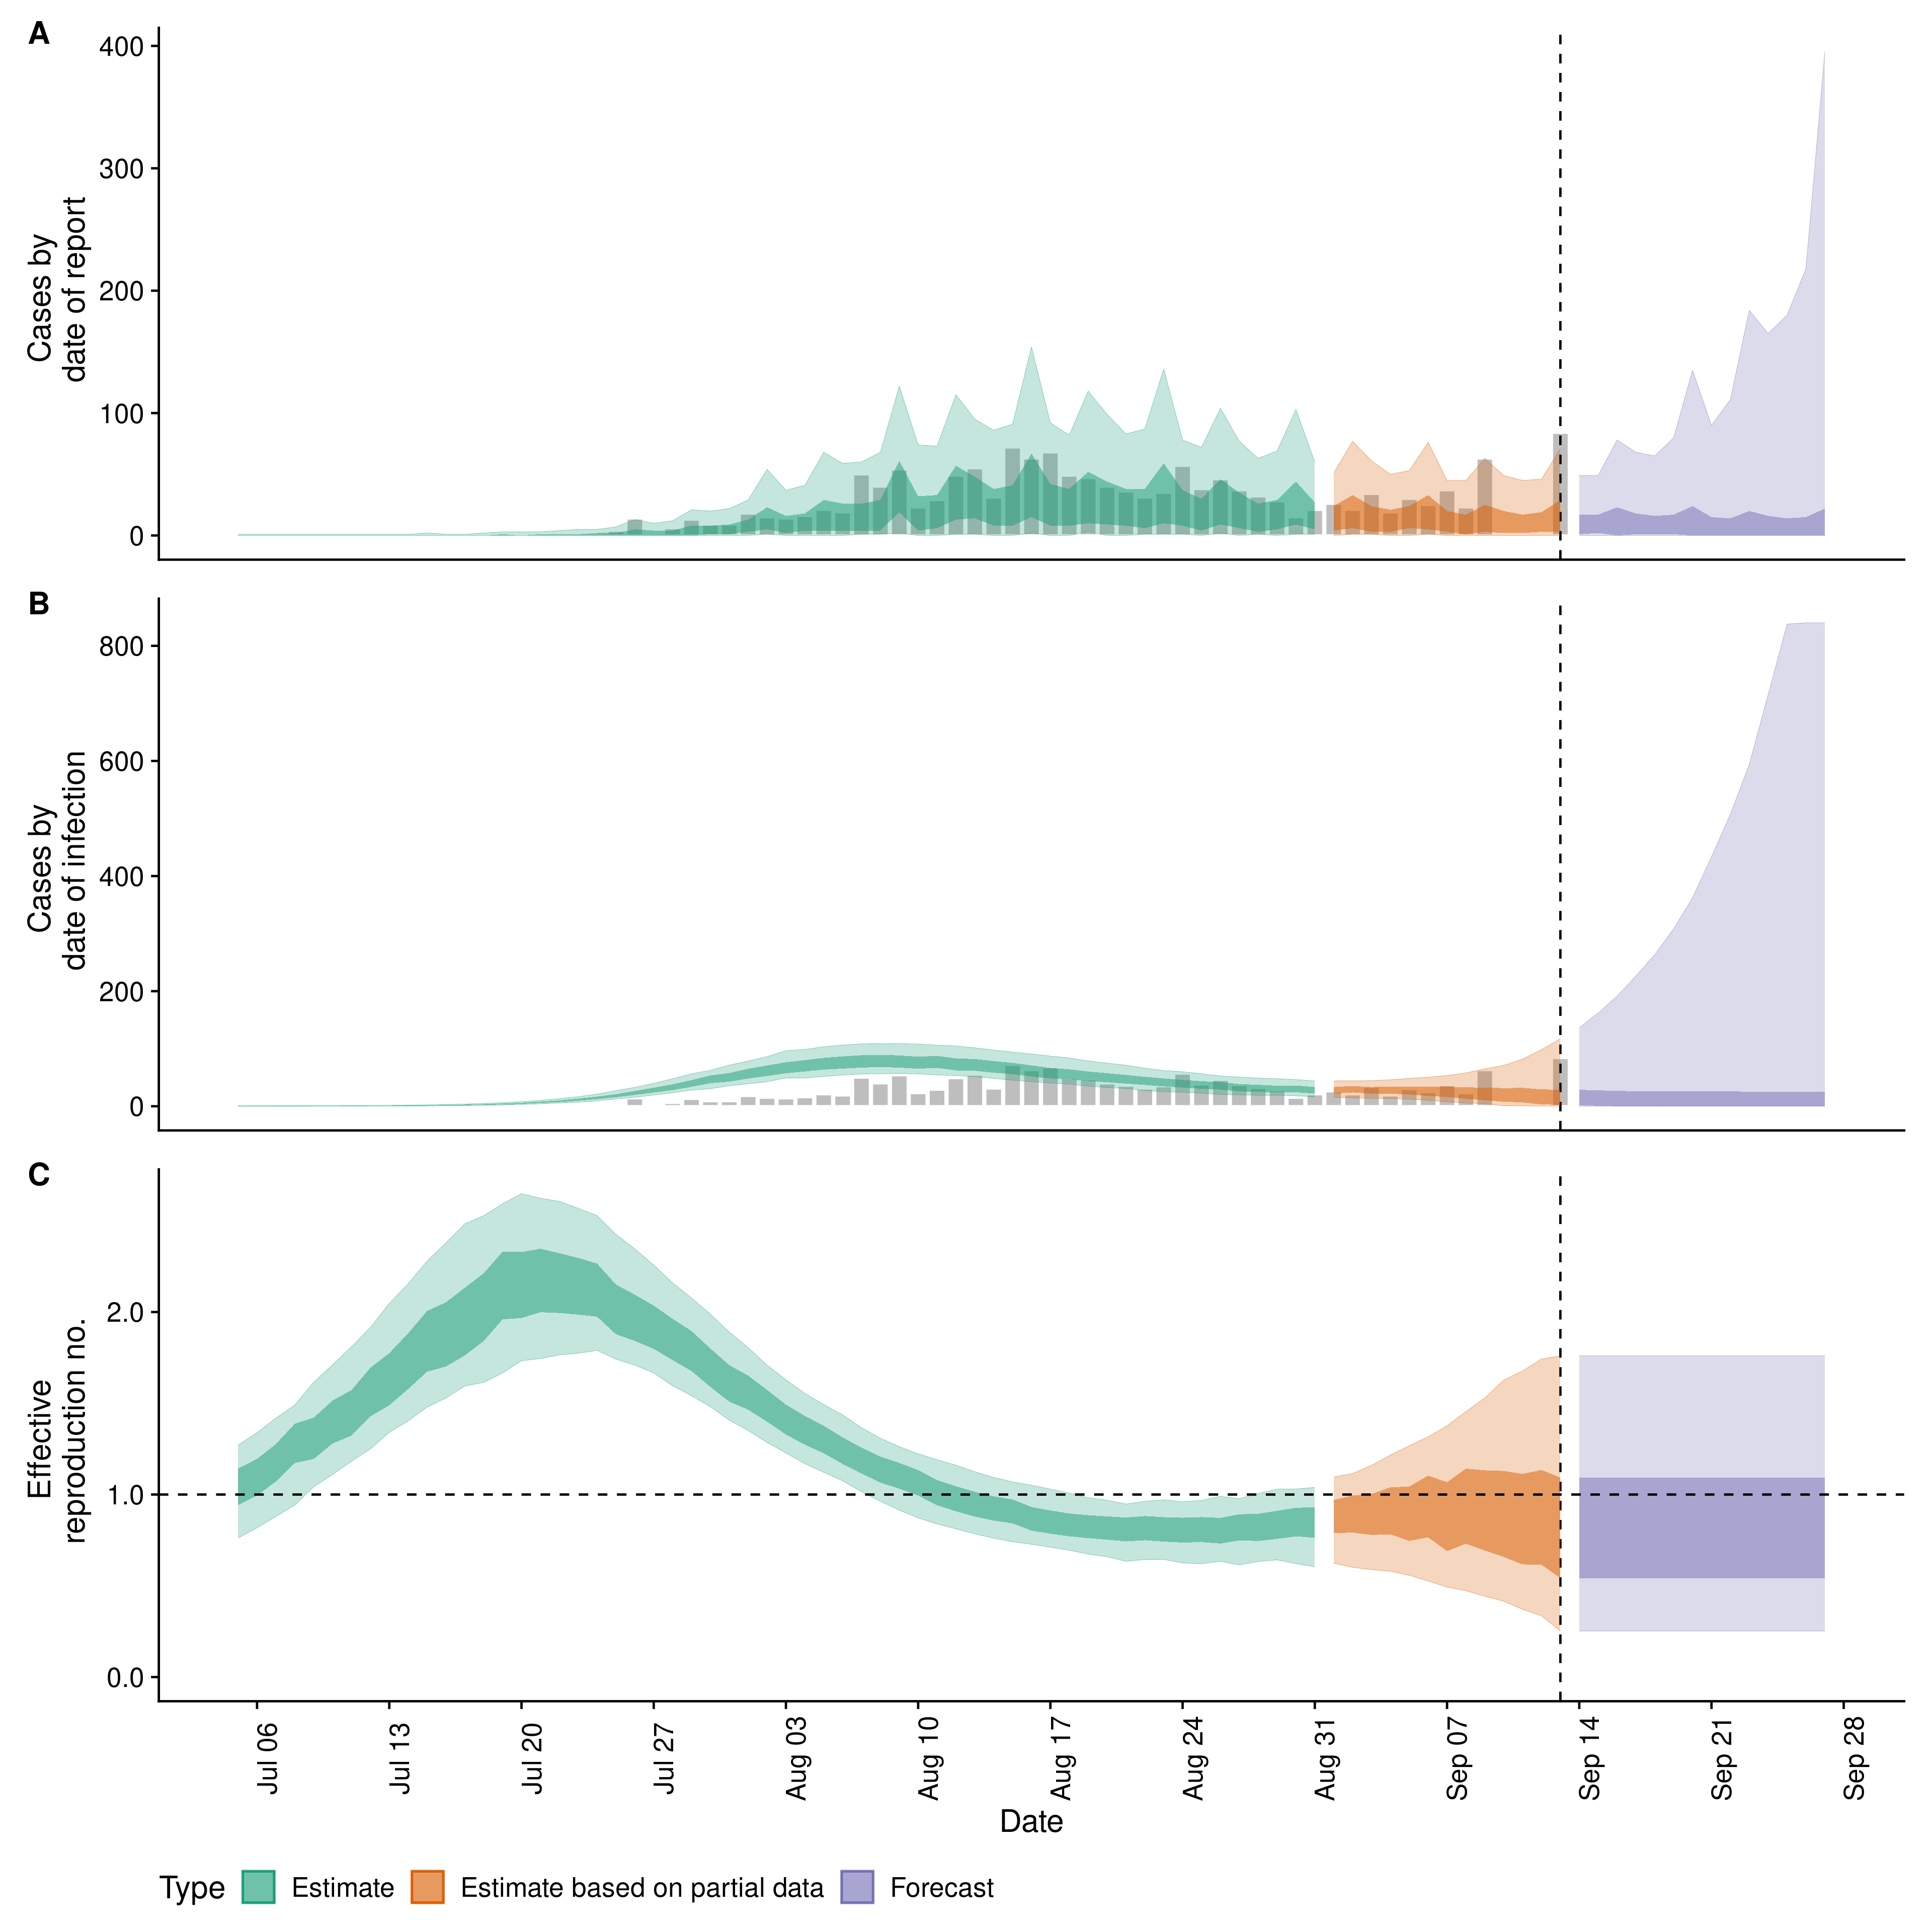 A
Cases by
date of report
400
300
200
100
0
B
Cases by
date of infection
800
600
400
200
0
C
Effective
reproduction no.
2.0
1.0
0.0
Jul 06
Jul 13
Jul 20
Jul 27
Aug 03
Aug 10
Aug 17
Aug 24
Aug 31
Sep 07
Sep 14
Sep 21
Sep 28
Date
Type Estimate Estimate based on partial data Forecast